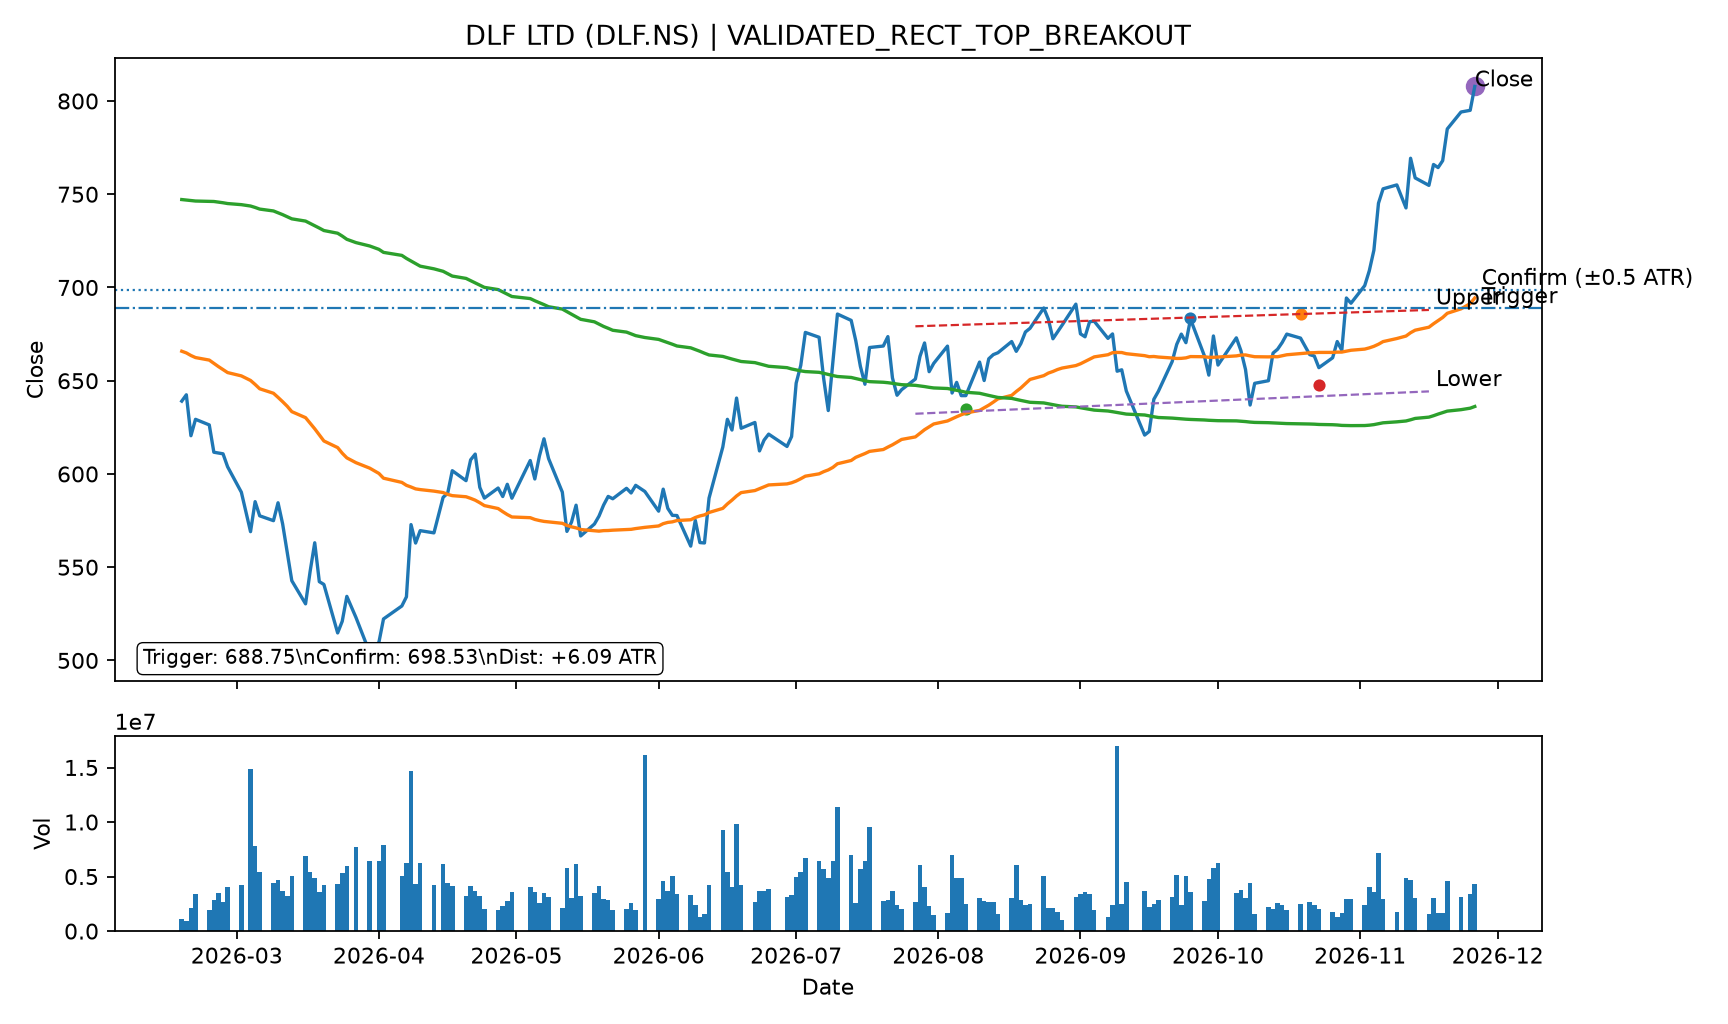 DLF LTD (DLF.NS) | VALIDATED_RECT_TOP_BREAKOUT
Close
800
750
700
650
600
550
500
Close
Confirm (±0.5 ATR)
Upper
Trigger
Lower
Trigger: 688.75\nConfirm: 698.53\nDist: +6.09 ATR
1e7
Vol
1.5
1.0
0.5
0.0
2026-03 2026-04 2026-05 2026-06 2026-07 2026-08 2026-09 2026-10 2026-11 2026-12
Date